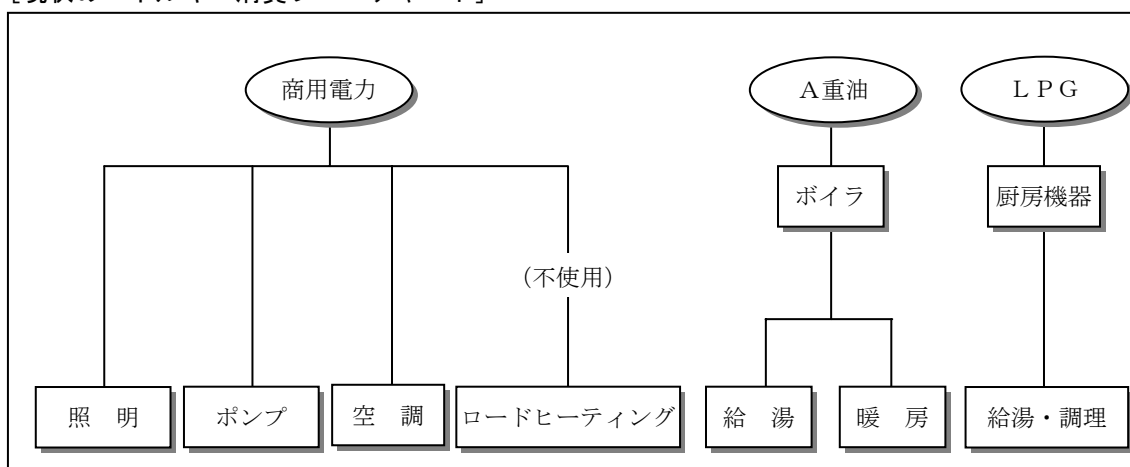 商用電力
A重油
ＬＰＧ
ボイラ
厨房機器
（不使用）
照　明
ポンプ
空　調
ロードヒーティング
給　湯
暖　房
給湯・調理